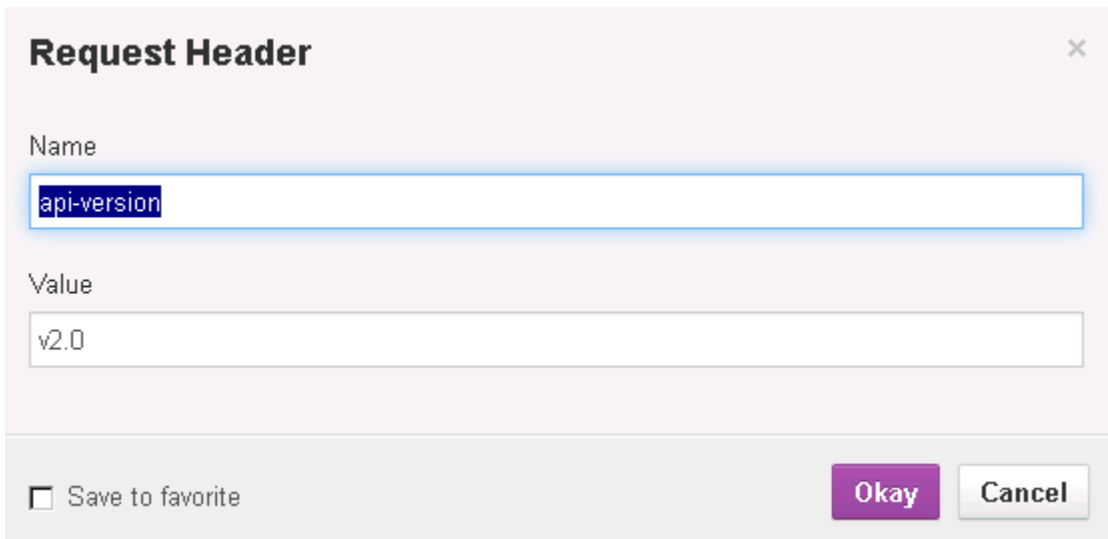 Request Header
×
Name
api-version
Value
v2.0
Save to favorite
Okay
Cancel